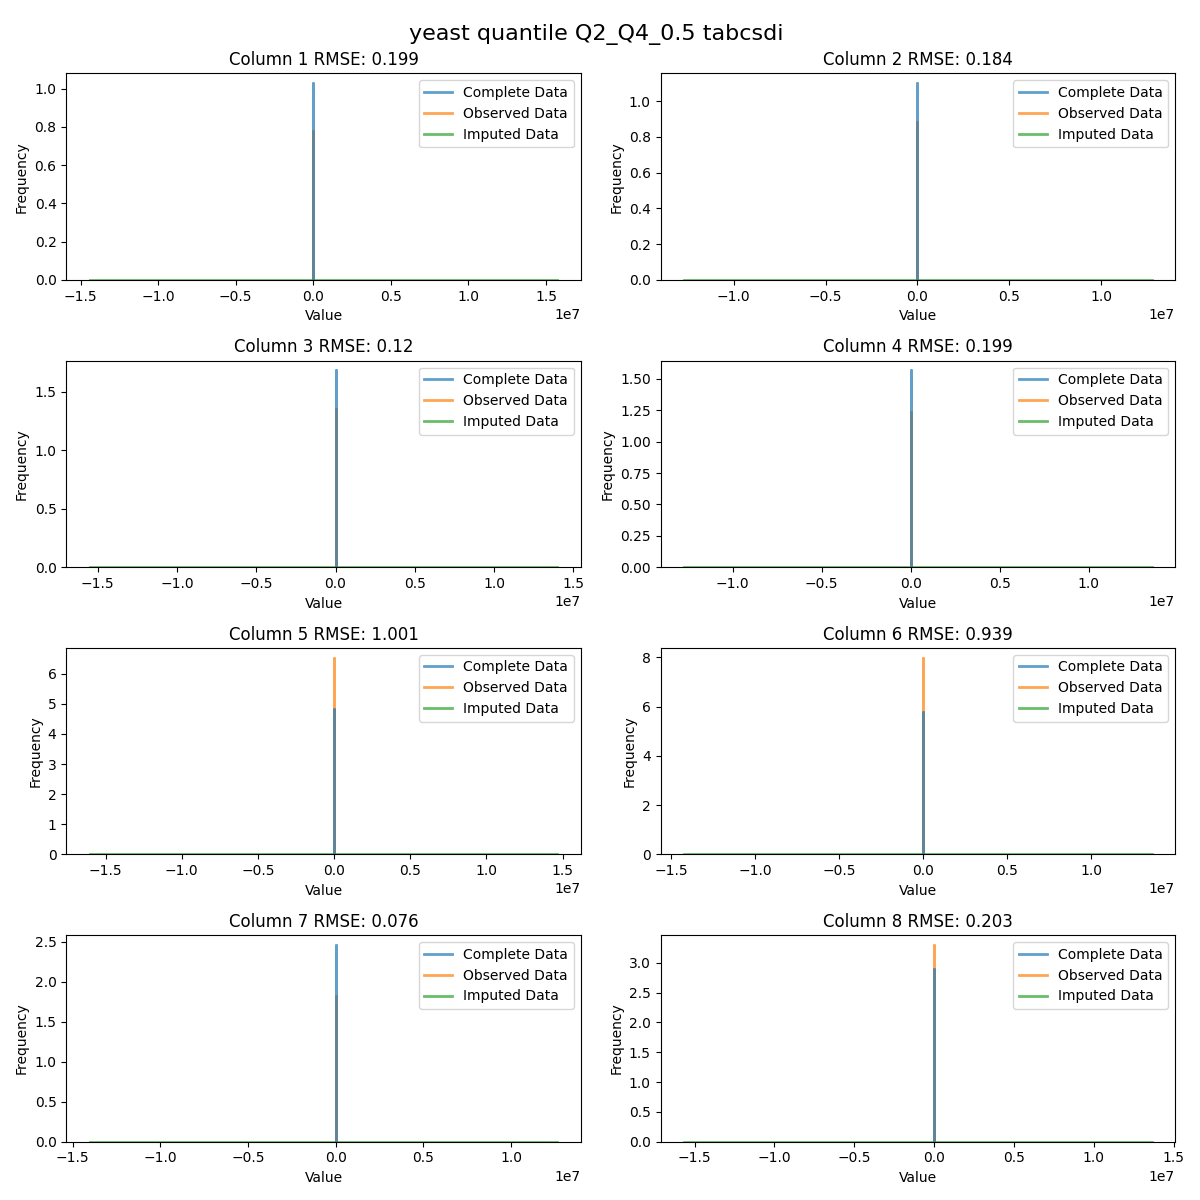 yeast quantile Q2_Q4_0.5 tabcsdi
Column 1 RMSE: 0.199
Frequency
1.0
0.8
0.6
0.4
0.2
0.0
Complete Data
Observed Data
Imputed Data
−1.5 −1.0 −0.5 0.0 0.5 1.0 1.5
Value
1e7
Column 2 RMSE: 0.184
Frequency
1.0
0.8
0.6
0.4
0.2
0.0
Complete Data
Observed Data
Imputed Data
−1.0 −0.5 0.0 0.5 1.0
Value
1e7
Column 3 RMSE: 0.12
Frequency
1.5
1.0
0.5
0.0
Complete Data
Observed Data
Imputed Data
−1.5 −1.0 −0.5 0.0 0.5 1.0 1.5
Value
1e7
Column 4 RMSE: 0.199
Frequency
1.50
1.25
1.00
0.75
0.50
0.25
0.00
Complete Data
Observed Data
Imputed Data
−1.0 −0.5 0.0 0.5 1.0
Value
1e7
Column 5 RMSE: 1.001
Frequency
6
5
4
3
2
1
0
Complete Data
Observed Data
Imputed Data
−1.5 −1.0 −0.5 0.0 0.5 1.0 1.5
Value
1e7
Column 6 RMSE: 0.939
Frequency
8
6
4
2
0
Complete Data
Observed Data
Imputed Data
−1.5 −1.0 −0.5 0.0 0.5 1.0
Value
1e7
Column 7 RMSE: 0.076
Frequency
2.5
2.0
1.5
1.0
0.5
0.0
Complete Data
Observed Data
Imputed Data
−1.5 −1.0 −0.5 0.0 0.5 1.0
Value
1e7
Column 8 RMSE: 0.203
Frequency
3.0
2.5
2.0
1.5
1.0
0.5
0.0
Complete Data
Observed Data
Imputed Data
−1.5 −1.0 −0.5 0.0 0.5 1.0 1.5
Value
1e7